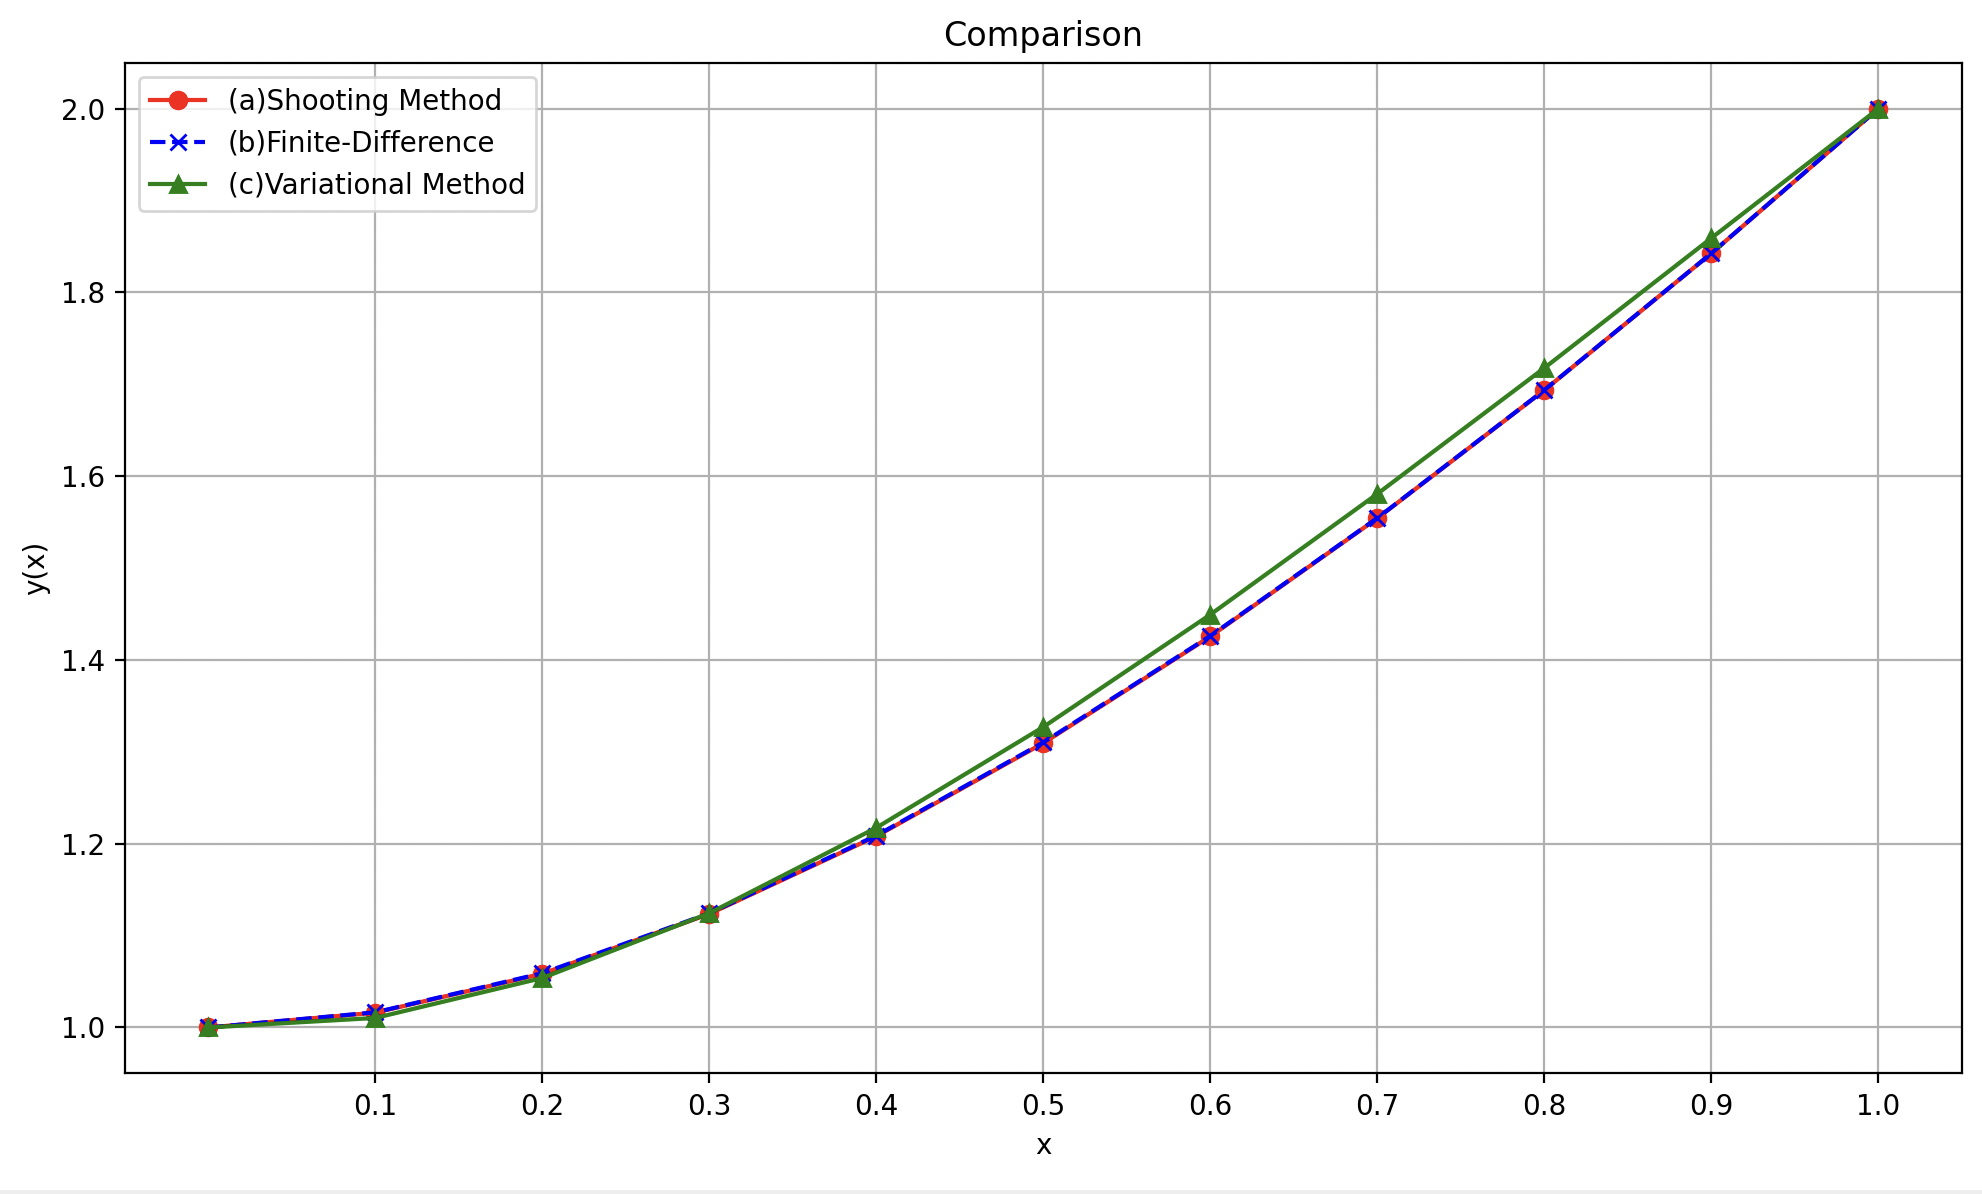 Comparison
(a)Shooting Method
(b)Finite-Difference
(c)Variational Method
2.0
1.8
1.6
1.4
1.2
1.0
y(x)
0.1 0.2 0.3 0.4 0.5 0.6 0.7 0.8 0.9 1.0
x